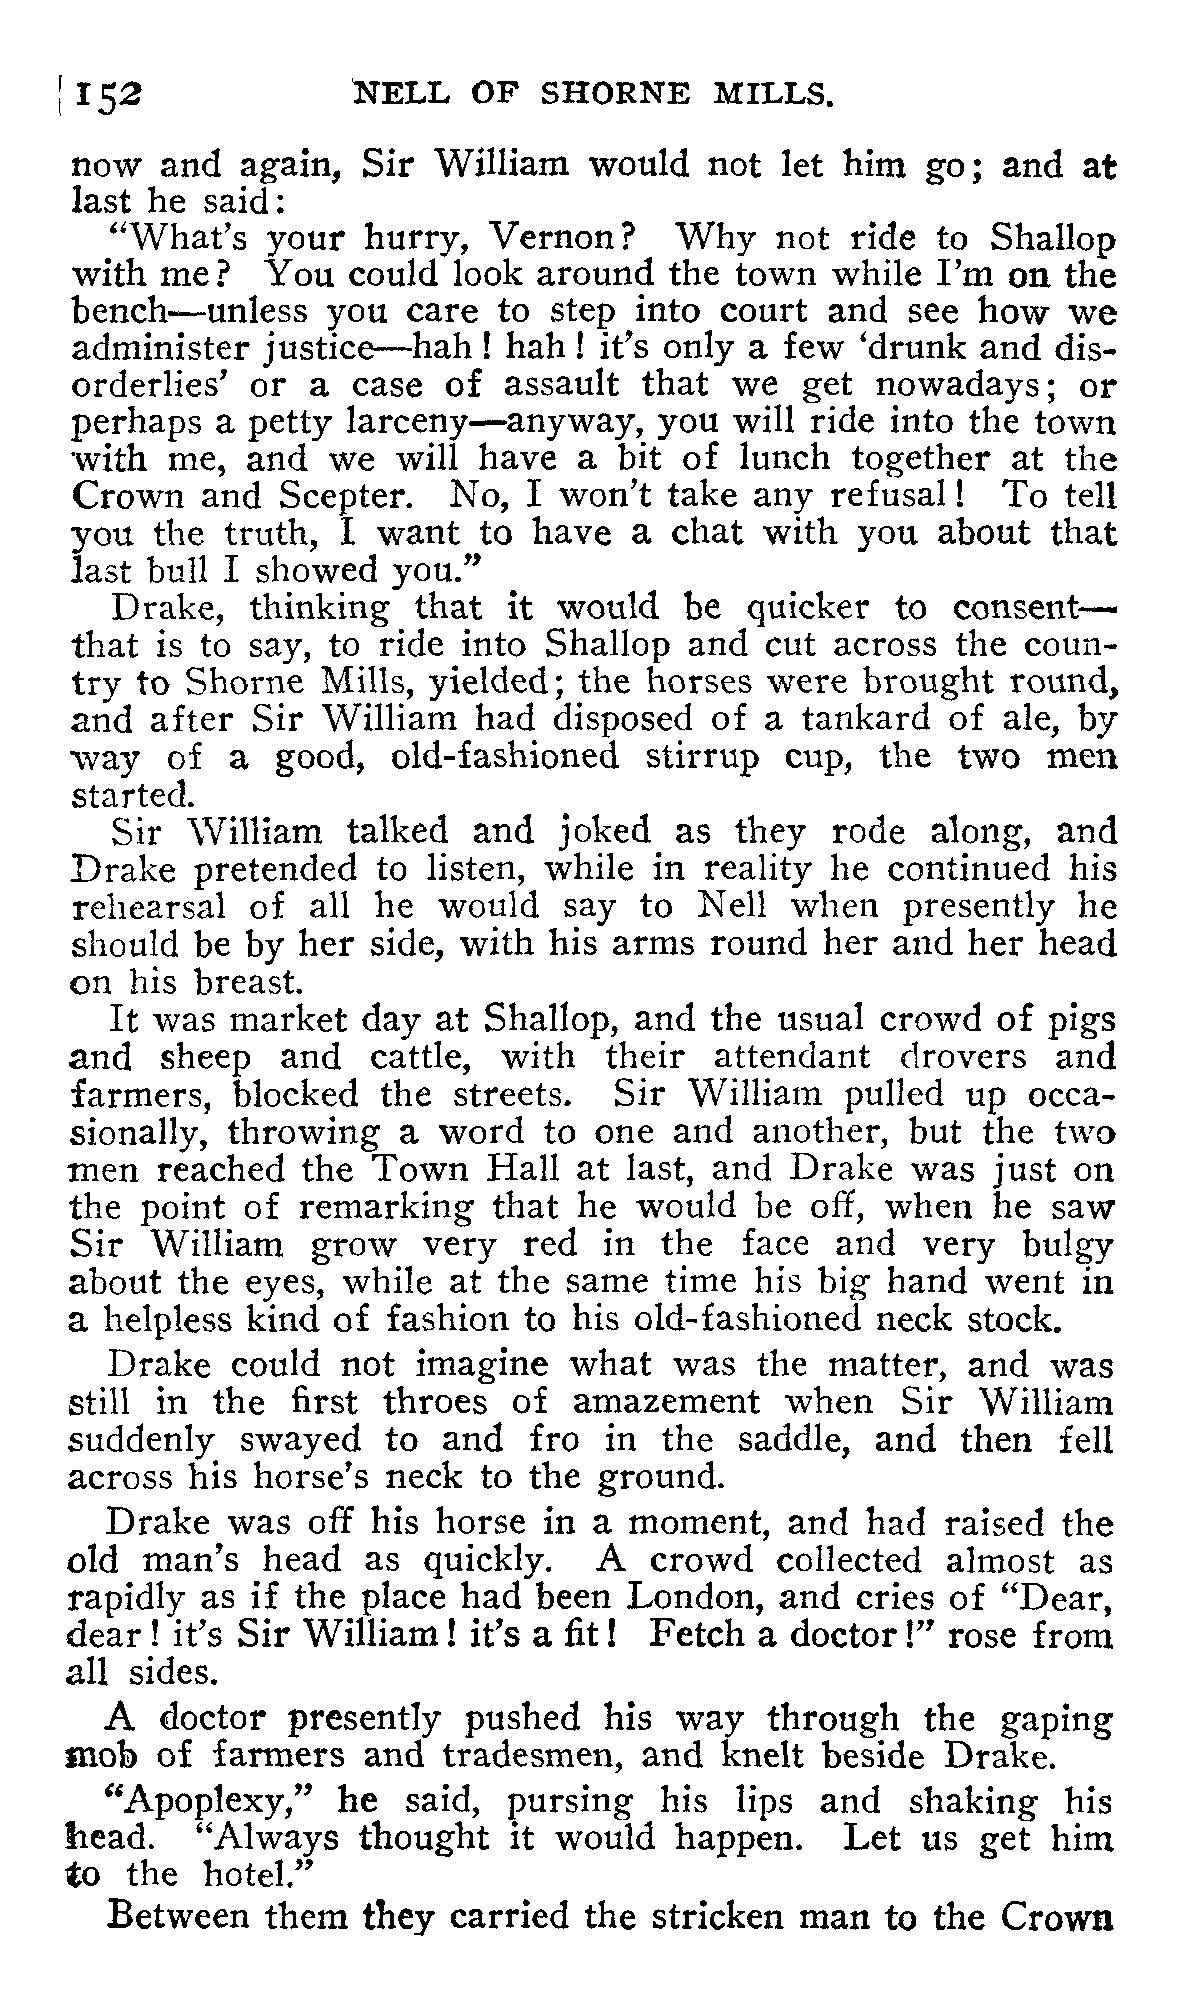 152 NELL OF SHORNE MILLS.
now and again, Sir William would not let him go; and at
last he said:
"What's your hurry, Vernon? Why not ride to Shallop
with me? You could look around the town while I'm on the
bench—unless you care to step into court and see how we
administer justice—hah! hah! it's only a few 'drunk and dis-
orderlies' or a case of assault that we get nowadays; or
perhaps a petty larceny—anyway, you will ride into the town
with me, and we will have a bit of lunch together at the
Crown and Scepter. No, I won't take any refusal! To tell
you the truth, I want to have a chat with you about that
last bull I showed you."
Drake, thinking that it would be quicker to consent—
that is to say, to ride into Shallop and cut across the coun-
try to Shorne Mills, yielded; the horses were brought round,
and after Sir William had disposed of a tankard of ale, by
way of a good, old-fashioned stirrup cup, the two men
started.
Sir William talked and joked as they rode along, and
Drake pretended to listen, while in reality he continued his
rehearsal of all he would say to Nell when presently he
should be by her side, with his arms round her and her head
on his breast.
It was market day at Shallop, and the usual crowd of pigs
and sheep and cattle, with their attendant drovers and
farmers, blocked the streets. Sir William pulled up occa-
sionally, throwing a word to one and another, but the two
men reached the Town Hall at last, and Drake was just on
the point of remarking that he would be off, when he saw
Sir William grow very red in the face and very bulgy
about the eyes, while at the same time his big hand went in
a helpless kind of fashion to his old-fashioned neck stock.
Drake could not imagine what was the matter, and was
still in the first throes of amazement when Sir William
suddenly swayed to and fro in the saddle, and then fell
across his horse's neck to the ground.
Drake was off his horse in a moment, and had raised the
old man's head as quickly. A crowd collected almost as
rapidly as if the place had been London, and cries of "Dear,
dear! it's Sir William! it's a fit! Fetch a doctor!" rose from
all sides.
A doctor presently pushed his way through the gaping
mob of farmers and tradesmen, and knelt beside Drake.
"Apoplexy," he said, pursing his lips and shaking his
head. "Always thought it would happen. Let us get him
to the hotel."
Between them they carried the stricken man to the Crown